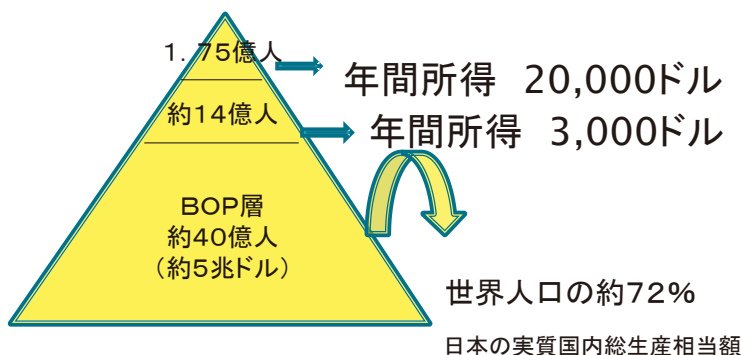 1．75億人
年間所得　20,000ドル
約14億人
年間所得　3,000ドル
BOP層
約40億人
（約5兆ドル）
世界人口の約72％
日本の実質国内総生産相当額